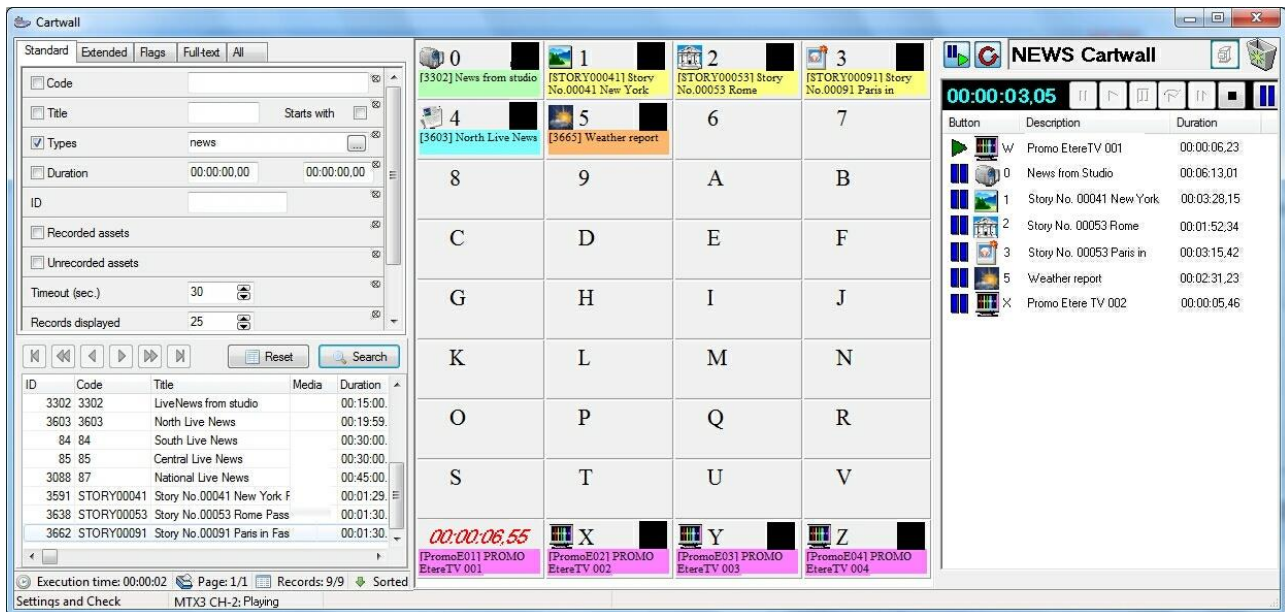 Cartwall
Standard Extended Flags Full-text All
Code
Title Starts with
Types news ...
Duration 00:00:00,00 00:00:00,00
ID
Recorded assets
Unrecorded assets
Timeout (sec.) 30
Records displayed 25
Reset Search
ID Code Title Media Duration
3302 3302 LiveNews from studio 00:15:00.
3603 3603 North Live News 00:19:59.
84 84 South Live News 00:30:00.
85 85 Central Live News 00:30:00.
3088 87 National Live News 00:45:00.
3591 STORY00041 Story No.00041 New York F 00:01:29.
3638 STORY00053 Story No.00053 Rome Pass 00:01:30.
3662 STORY00091 Story No.00091 Paris in Fas 00:01:30.
Execution time: 00:00:02 Page: 1/1 Records: 9/9 Sorted
Settings and Check MTX3 CH-2: Playing
0 1 2 3
[3302] News from studio
[STORY00041] Story
No.00041 New York
[STORY00053] Story
No.00053 Rome
[STORY00091] Story
No.00091 Paris in
4 5 6 7
[3603] North Live News [3665] Weather report
8 9 A B
C D E F
G H I J
K L M N
O P Q R
S T U V
00:00:06,55 X Y Z
[PromoE01] PROMO
EtereTV 001
[PromoE02] PROMO
EtereTV 002
[PromoE03] PROMO
EtereTV 003
[PromoE04] PROMO
EtereTV 004
NEWS Cartwall
00:00:03,05
Button Description Duration
W Promo EtereTV 001 00:00:06,23
0 News from Studio 00:06:13,01
1 Story No. 00041 New York 00:03:28,15
2 Story No. 00053 Rome 00:01:52,34
3 Story No. 00053 Paris in 00:03:15,42
5 Weather report 00:02:31,23
X Promo Etere TV 002 00:00:05,46